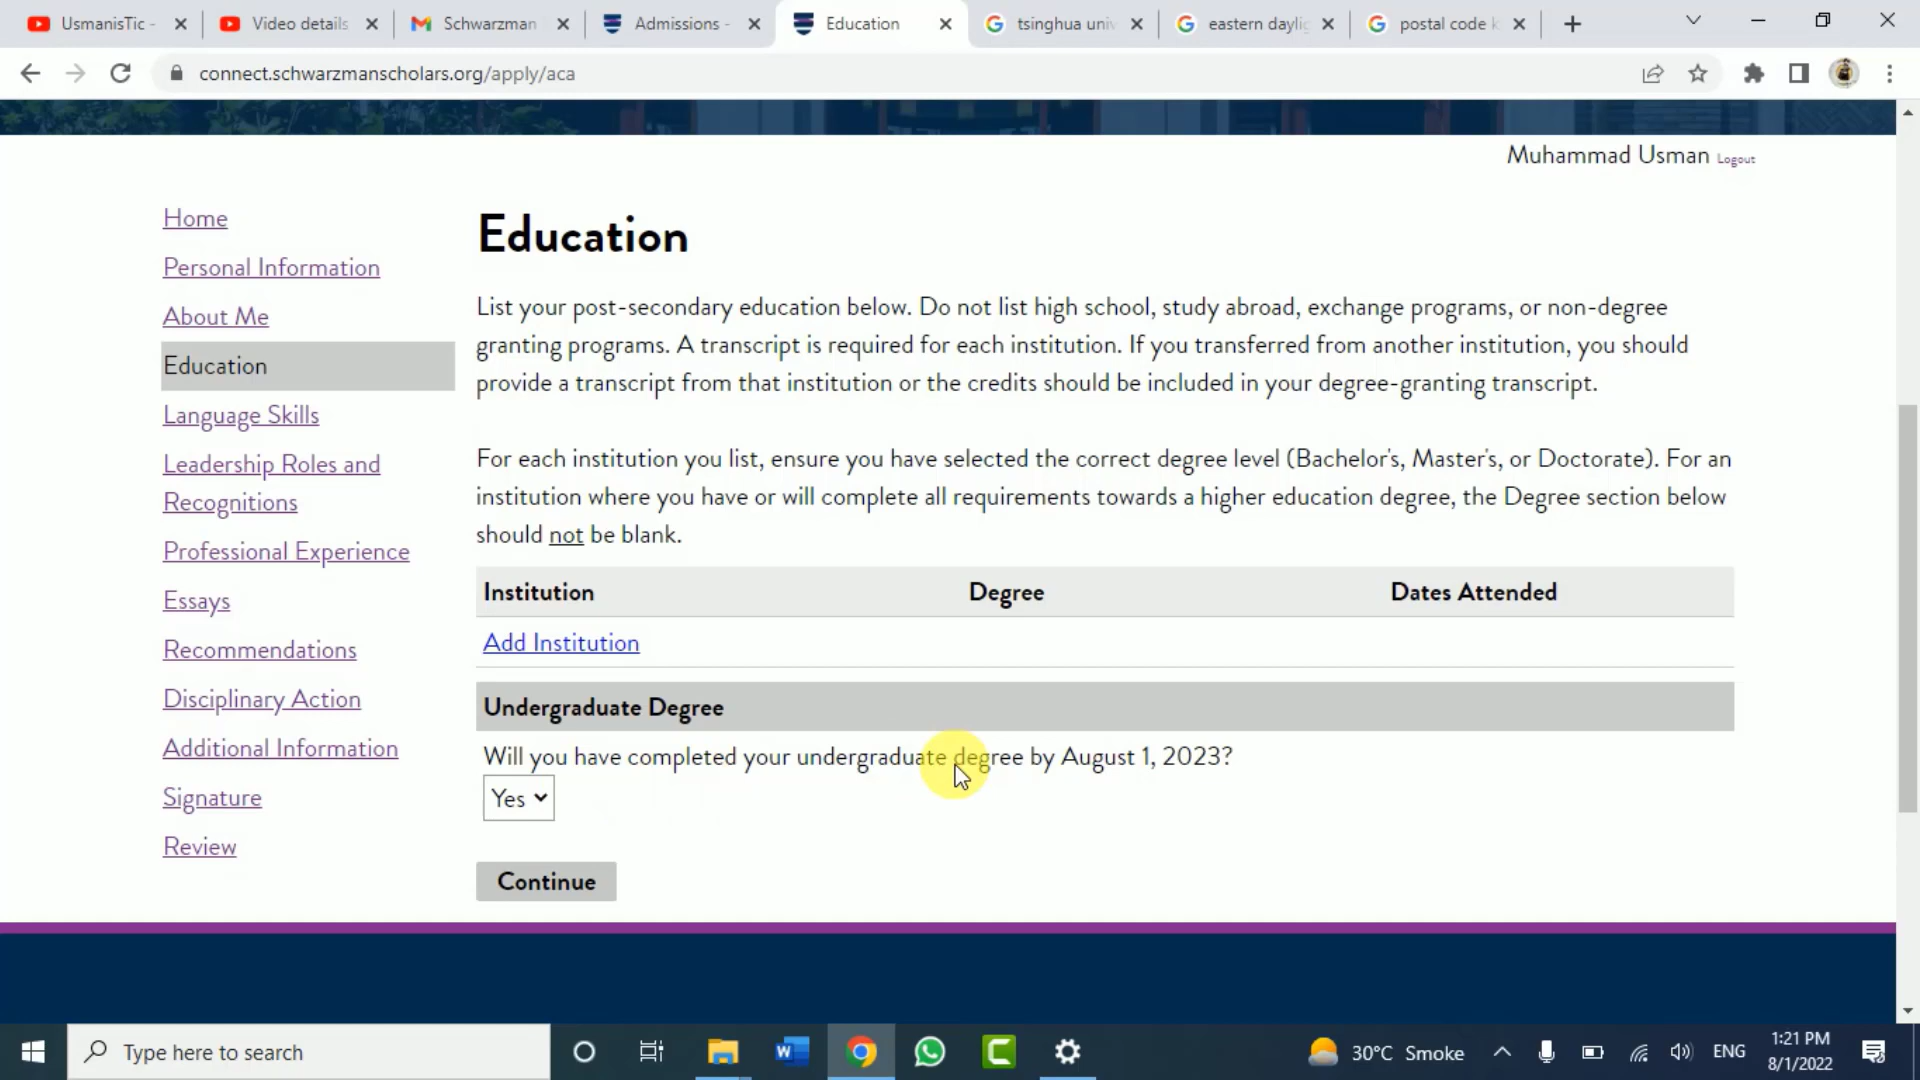 UsmanisTic -
Video details
Schwarzman
Admissions -
Education
tsinghua uni
eastern daylig
postal code k
connect.schwarzmanscholars.org/apply/aca
Muhammad Usman Logout
Home
Personal Information
About Me
Education
Language Skills
Leadership Roles and
Recognitions
Professional Experience
Essays
Recommendations
Disciplinary Action
Additional Information
Signature
Review
Education
List your post-secondary education below. Do not list high school, study abroad, exchange programs, or non-degree
granting programs. A transcript is required for each institution. If you transferred from another institution, you should
provide a transcript from that institution or the credits should be included in your degree-granting transcript.
For each institution you list, ensure you have selected the correct degree level (Bachelor's, Master's, or Doctorate). For an
institution where you have or will complete all requirements towards a higher education degree, the Degree section below
should not be blank.
Institution Degree Dates Attended
Add Institution
Undergraduate Degree
Will you have completed your undergraduate degree by August 1, 2023?
Yes
Continue
Type here to search
30°C Smoke
ENG
1:21 PM
8/1/2022